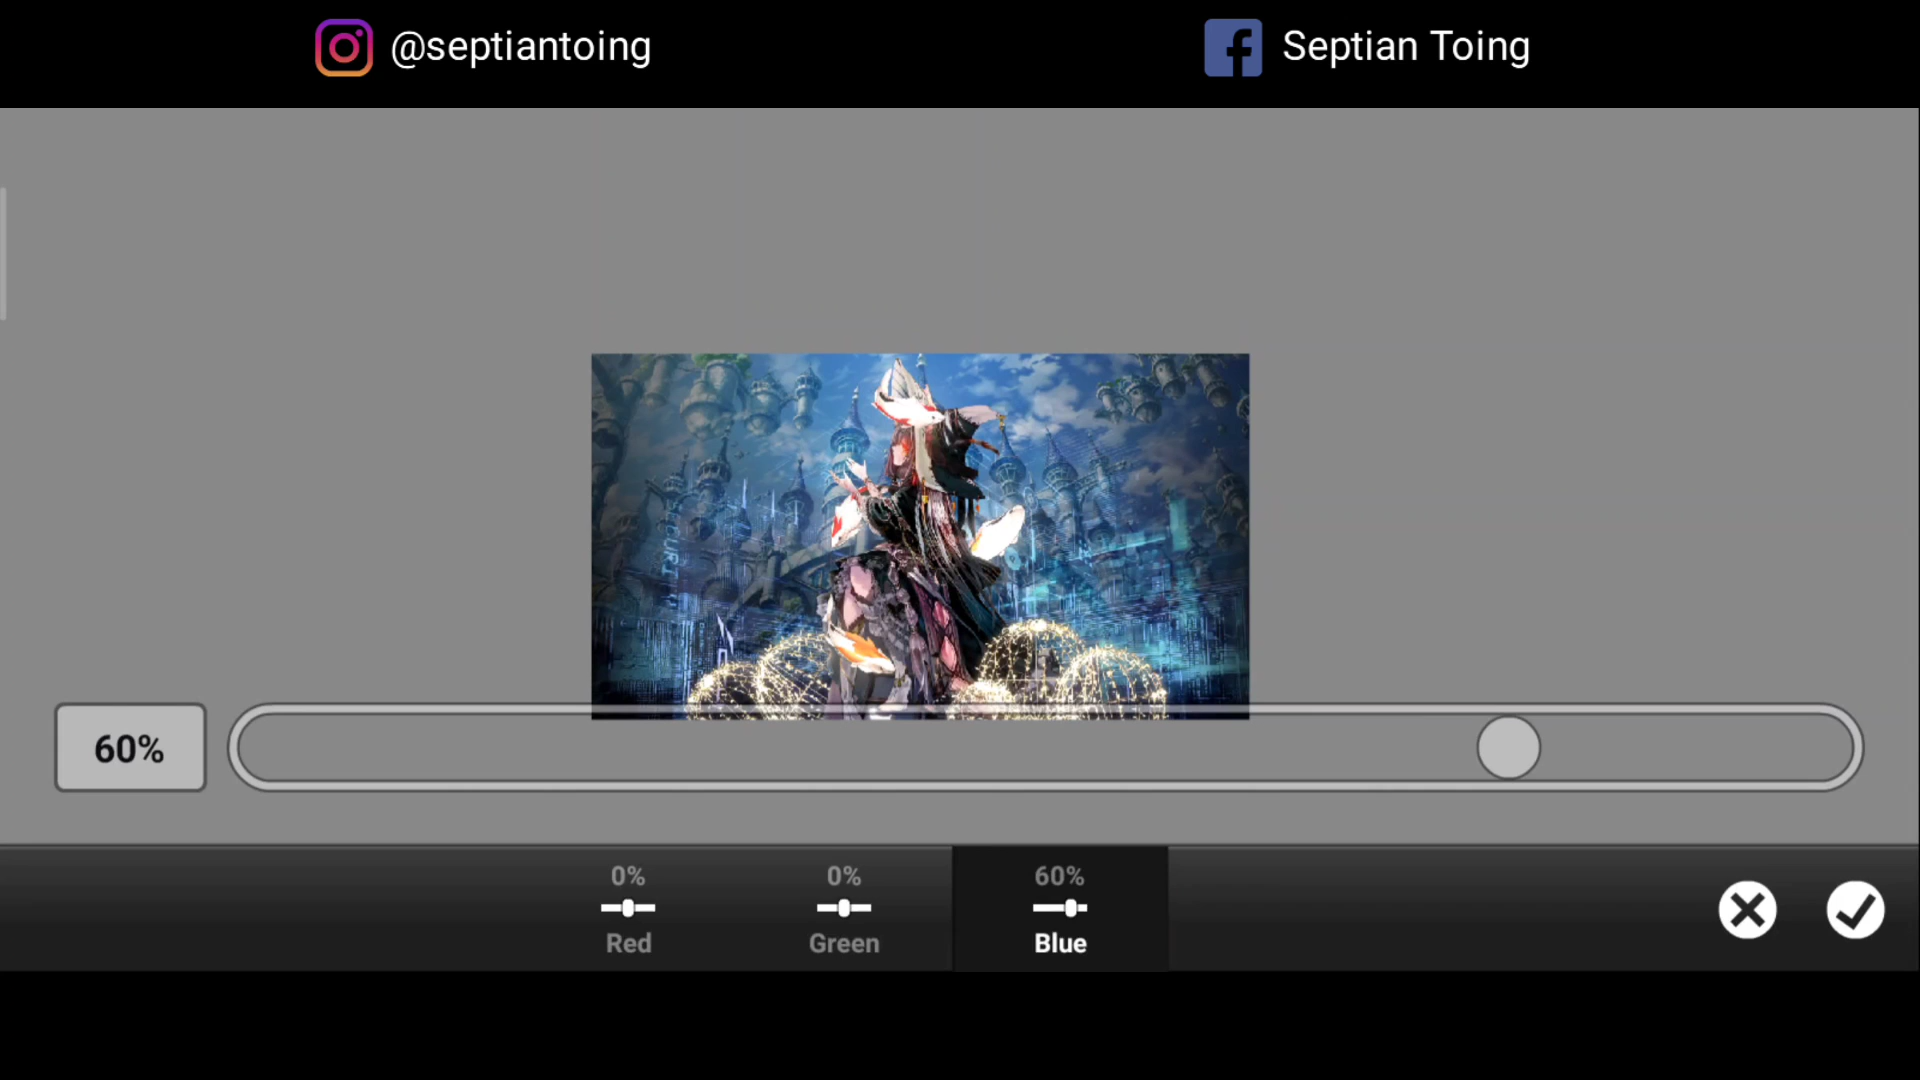 @septiantoing
Septian Toing
60%
0%
0%
60%
Red
Green
Blue